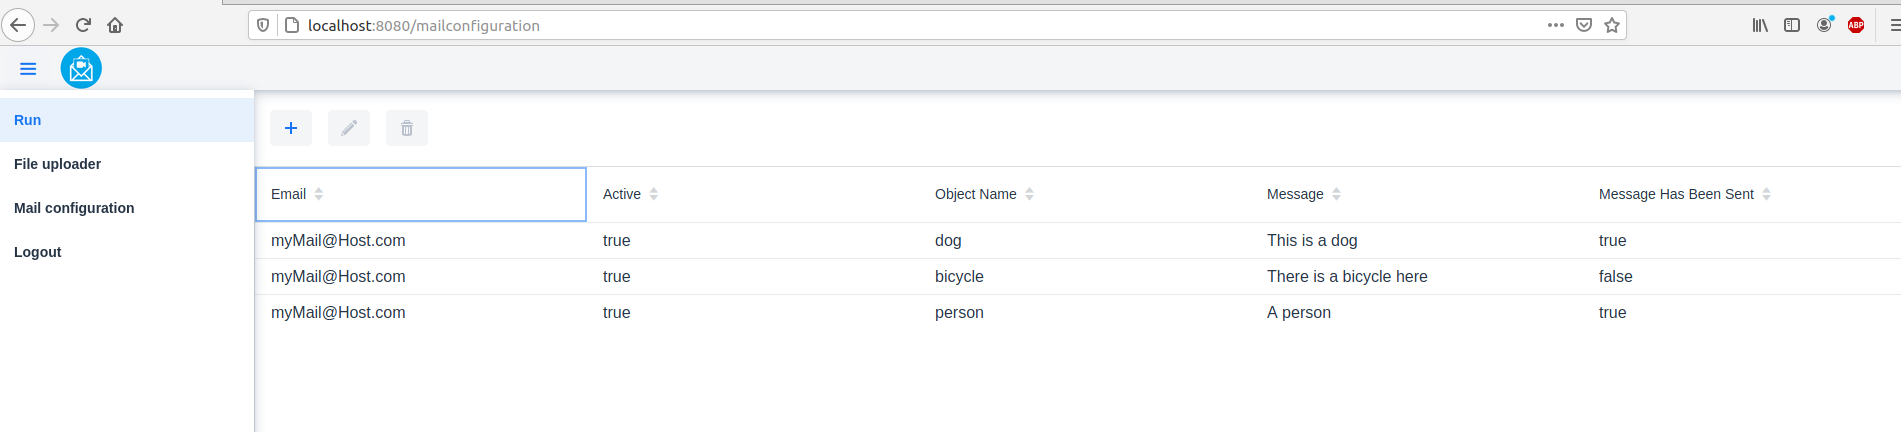 localhost:8080/mailconfiguration
ABP
Run
File uploader
Mail configuration
Logout
Email Active Object Name Message Message Has Been Sent
myMail@Host.com true dog This is a dog true
myMail@Host.com true bicycle There is a bicycle here false
myMail@Host.com true person A person true